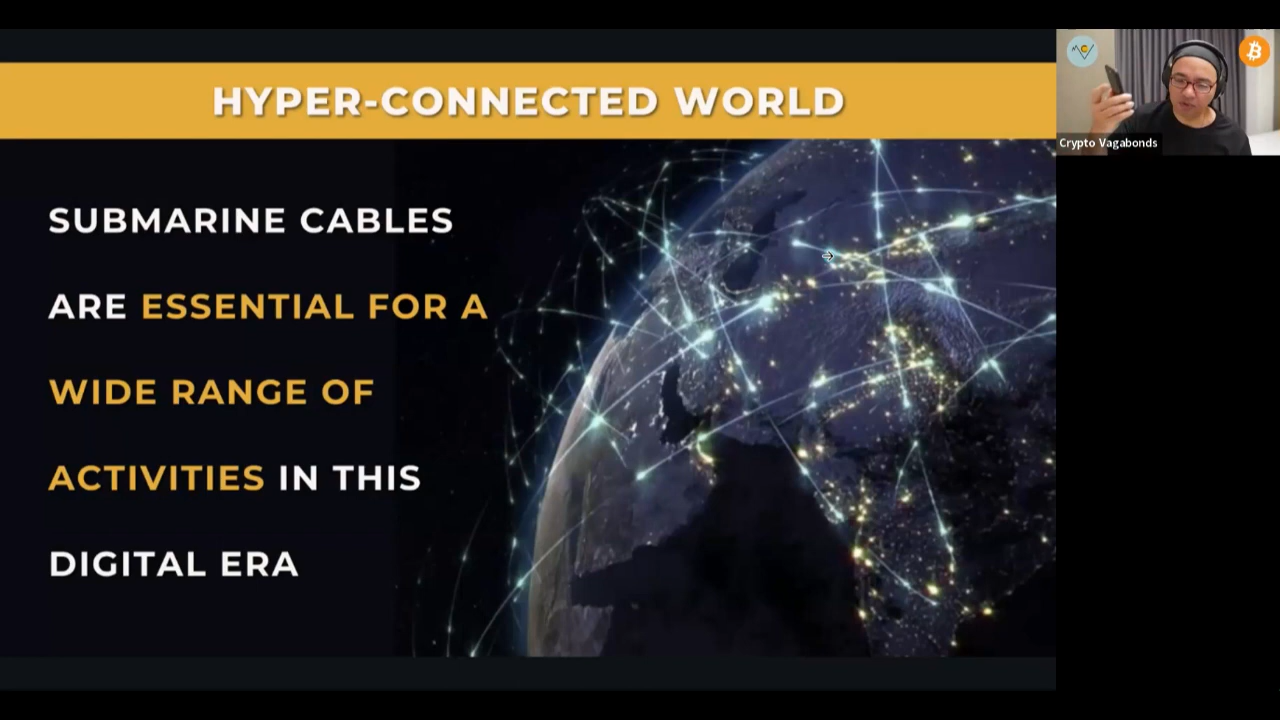 HYPER-CONNECTED WORLD
SUBMARINE CABLES
ARE ESSENTIAL FOR A
WIDE RANGE OF
ACTIVITIES IN THIS
DIGITAL ERA
Crypto Vagabonds